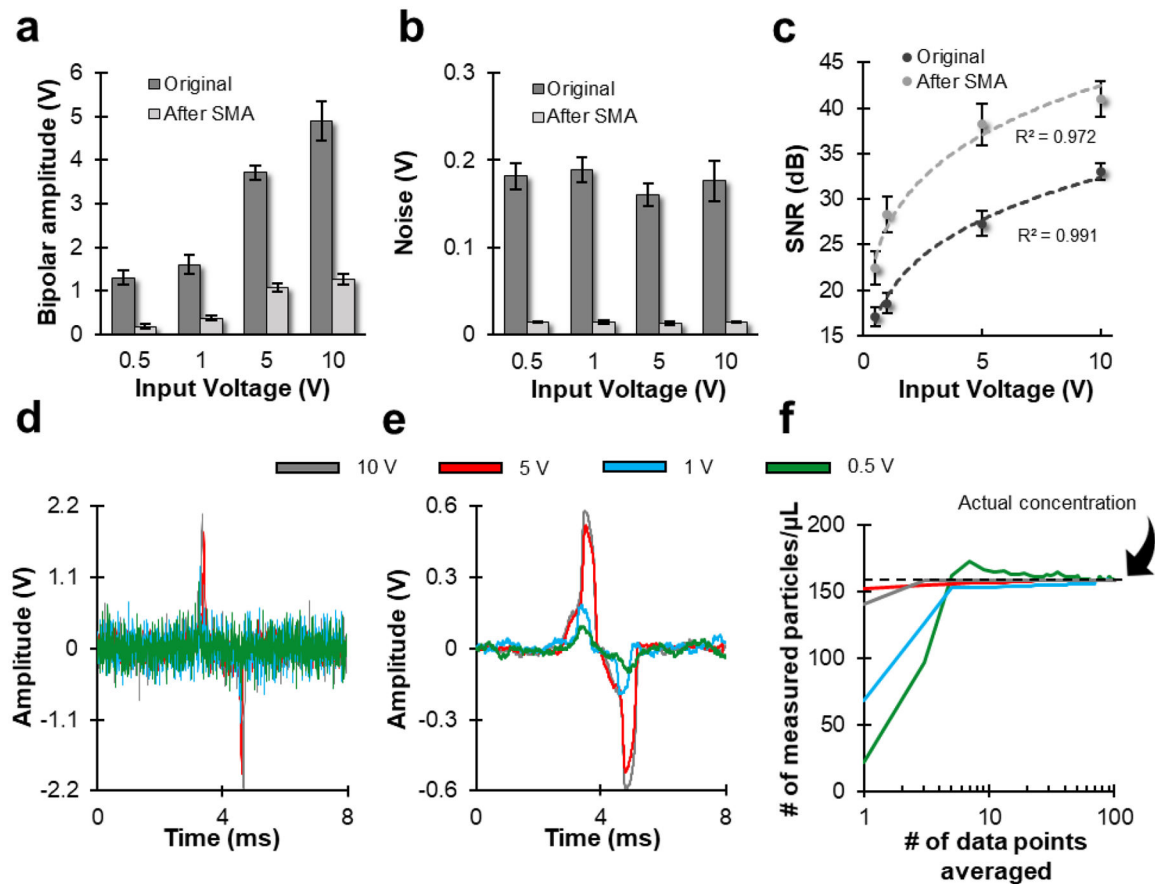 a
Bipolar amplitude (V)
6
5
4
3
2
1
0
Original
After SMA
0.5 1 5 10
Input Voltage (V)
b
Noise (V)
0.3
0.2
0.1
0
Original
After SMA
0.5 1 5 10
Input Voltage (V)
c
SNR (dB)
45
40
35
30
25
20
15
Original
After SMA
R² = 0.972
R² = 0.991
0 5 10
Input Voltage (V)
10 V 5 V 1 V 0.5 V
d
Amplitude (V)
2.2
1.1
0
-1.1
-2.2
0 4 8
Time (ms)
e
Amplitude (V)
0.6
0.3
0
-0.3
-0.6
0 4 8
Time (ms)
f
# of measured particles/µL
Actual concentration
200
150
100
50
0
1 10 100
# of data points
averaged